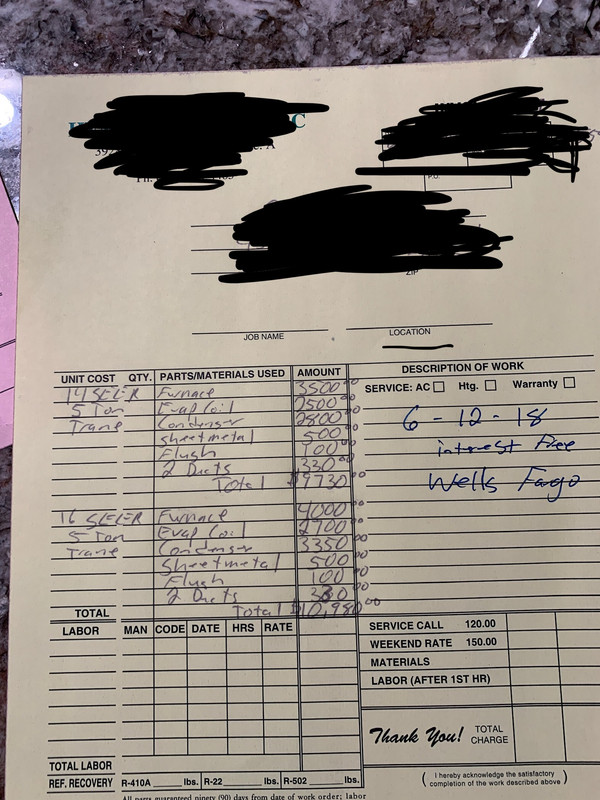 P.O.
ZIP
JOB NAME LOCATION
UNIT COST QTY. PARTS/MATERIALS USED AMOUNT DESCRIPTION OF WORK
SERVICE: AC Htg. Warranty
14 SEER Furnace 3500.00
5 Ton Evap Coil 2500.00
Trane Condenser 2800.00
sheetmetal 500.00
Flush 100.00
2 Ducts 330.00
Total $9730.00
6-12-18
interest Free
Wells Fago
16 SEER Furnace 4000.00
5 Ton Evap Coil 2700.00
Trane Condenser 3350.00
Sheetmetal 500.00
Flush 100.00
2 Ducts 330.00
TOTAL Total $10,980.00
LABOR MAN CODE DATE HRS RATE
SERVICE CALL 120.00
WEEKEND RATE 150.00
MATERIALS
LABOR (AFTER 1ST HR)
Thank You! TOTAL CHARGE
TOTAL LABOR
REF. RECOVERY R-410A lbs. R-22 lbs. R-502 lbs.
( I hereby acknowledge the satisfactory
completion of the work described above )
All parts guaranteed ninety (90) days from date of work order; labor